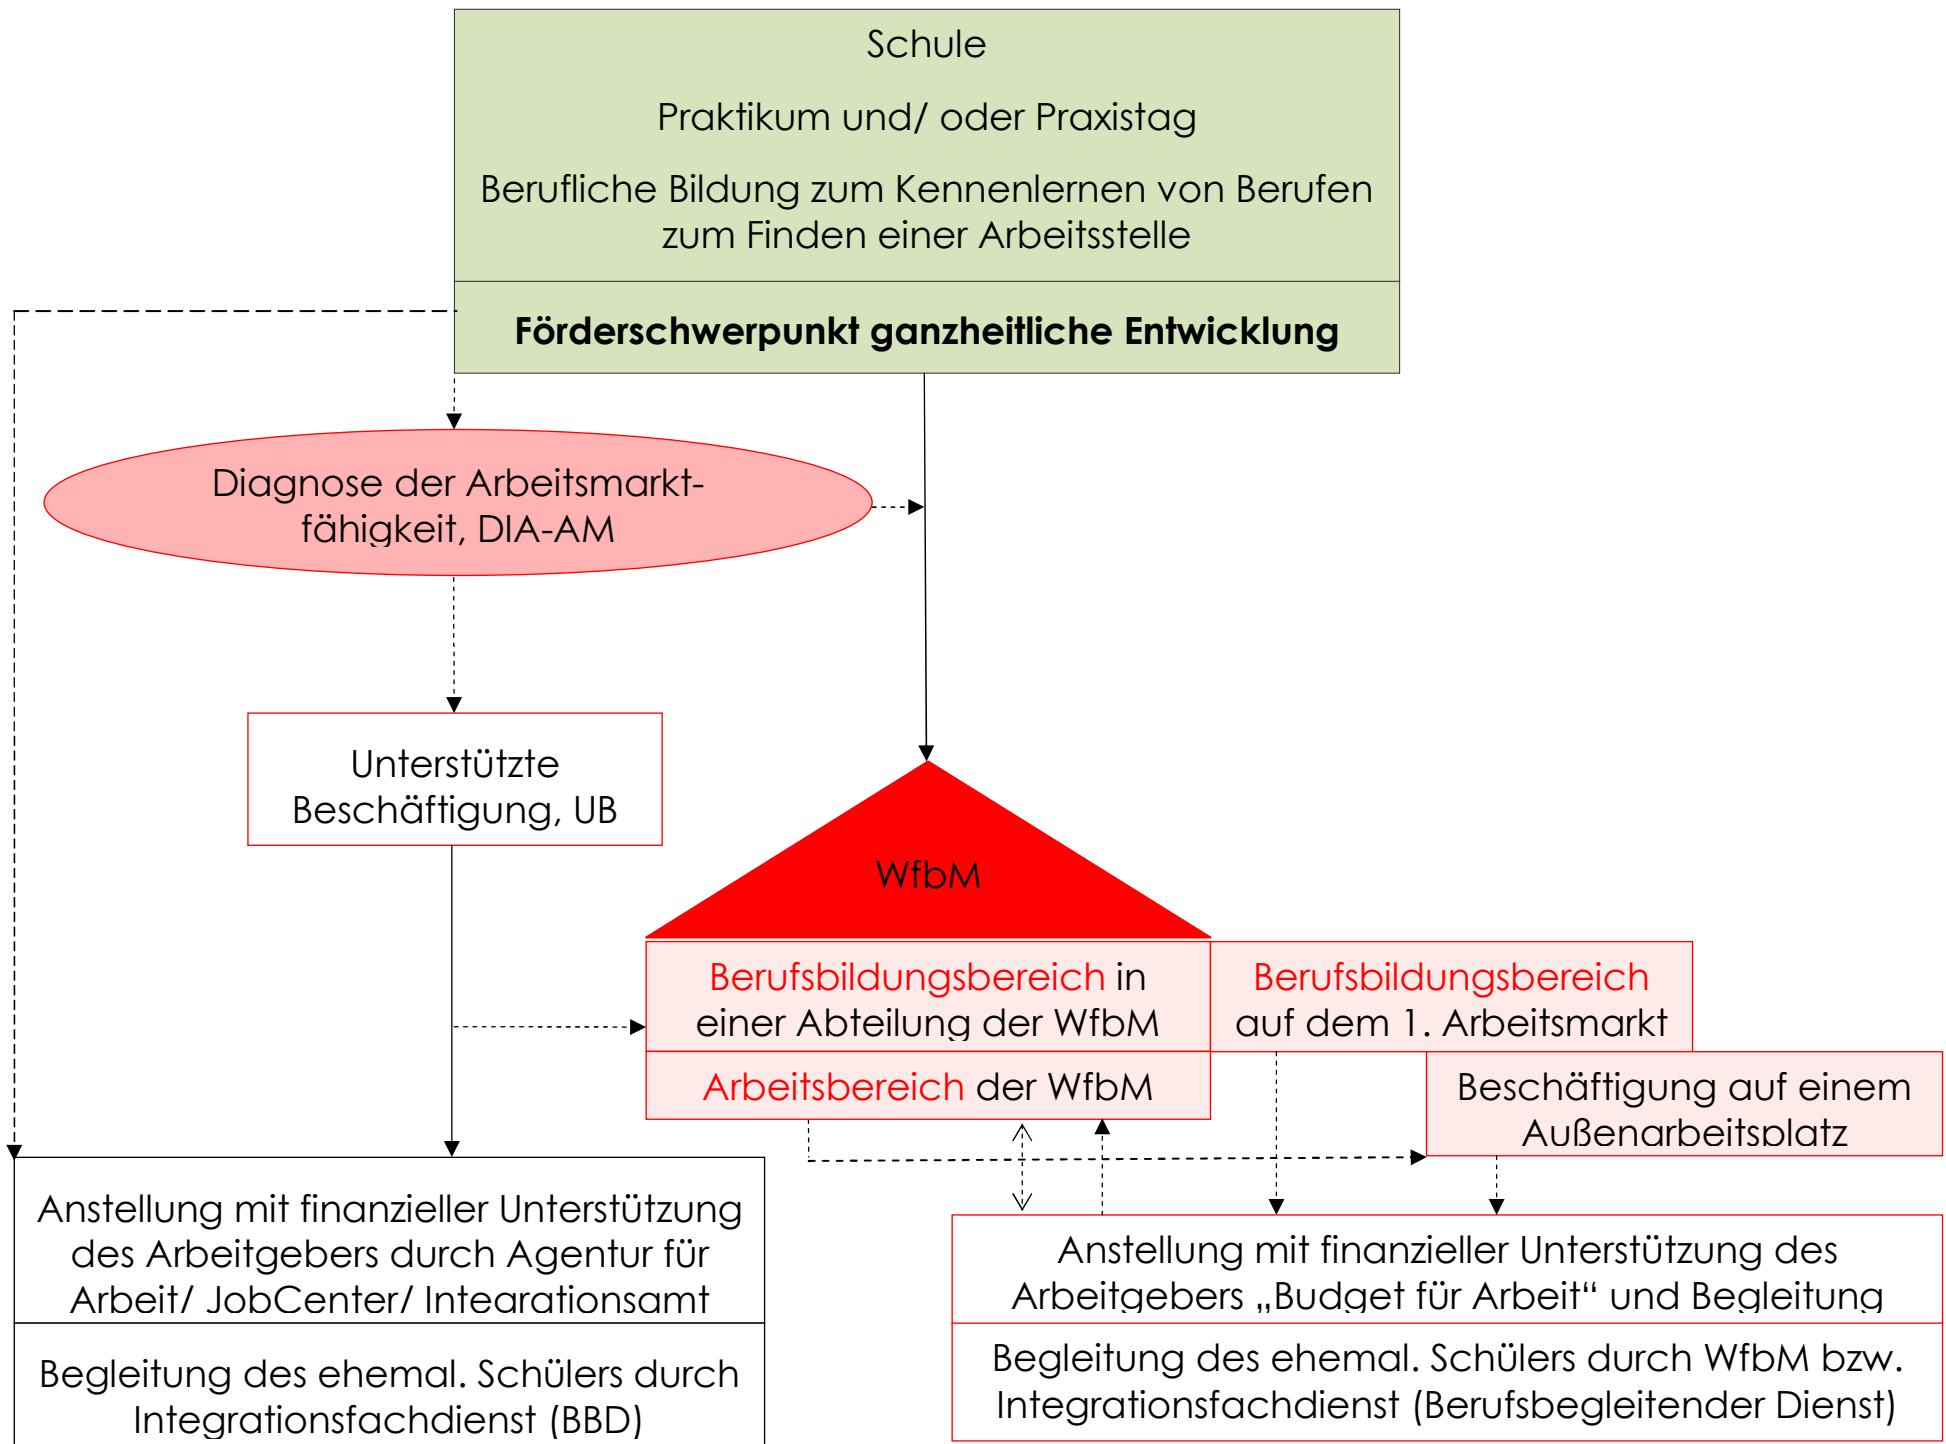 Schule
Praktikum und/ oder Praxistag
Berufliche Bildung zum Kennenlernen von Berufen
zum Finden einer Arbeitsstelle
Förderschwerpunkt ganzheitliche Entwicklung
Diagnose der Arbeitsmarkt-
fähigkeit, DIA-AM
Unterstützte
Beschäftigung, UB
WfbM
Berufsbildungsbereich in
einer Abteilung der WfbM
Berufsbildungsbereich
auf dem 1. Arbeitsmarkt
Arbeitsbereich der WfbM
Beschäftigung auf einem
Außenarbeitsplatz
Anstellung mit finanzieller Unterstützung
des Arbeitgebers durch Agentur für
Arbeit/ JobCenter/ Integrationsamt
Begleitung des ehemal. Schülers durch
Integrationsfachdienst (BBD)
Anstellung mit finanzieller Unterstützung des
Arbeitgebers „Budget für Arbeit“ und Begleitung
Begleitung des ehemal. Schülers durch WfbM bzw.
Integrationsfachdienst (Berufsbegleitender Dienst)